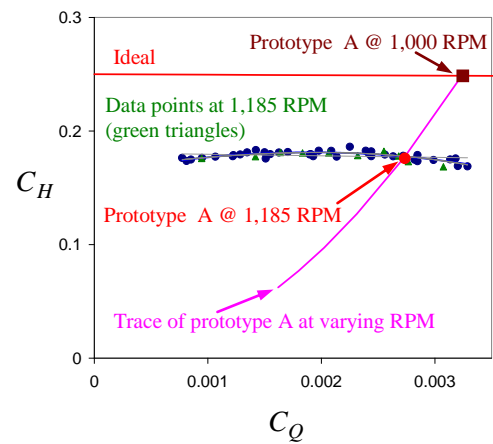 0.3
Prototype A @ 1,000 RPM
Ideal
Data points at 1,185 RPM
(green triangles)
0.2
C_H
Prototype A @ 1,185 RPM
0.1
Trace of prototype A at varying RPM
0
0 0.001 0.002 0.003
C_Q